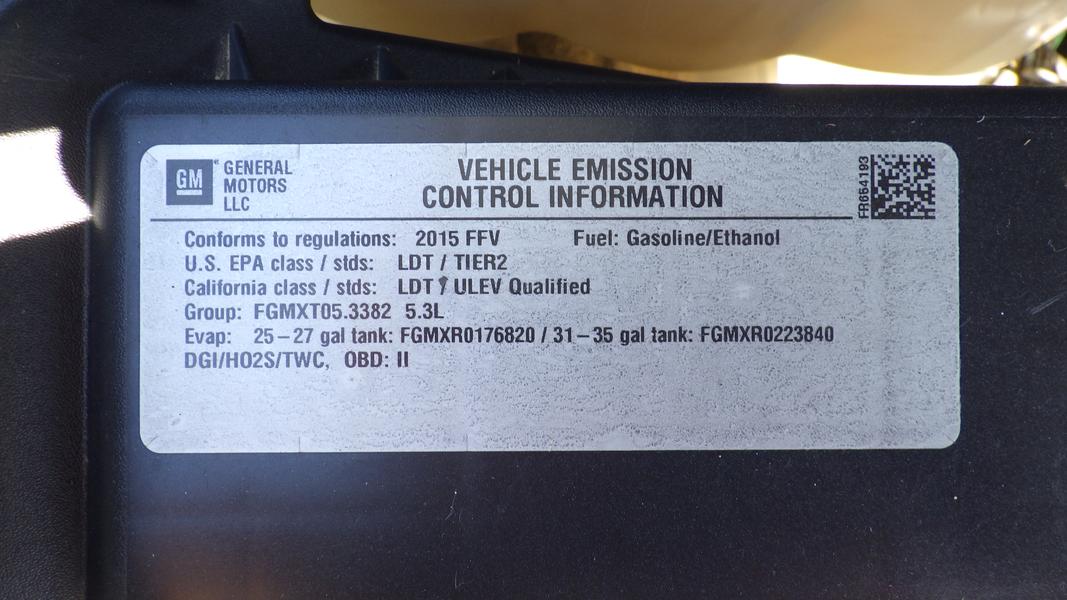 GM GENERAL
MOTORS
LLC
VEHICLE EMISSION
CONTROL INFORMATION
FR654193
Conforms to regulations: 2015 FFV Fuel: Gasoline/Ethanol
U.S. EPA class / stds: LDT / TIER2
California class / stds: LDT / ULEV Qualified
Group: FGMXT05.3382 5.3L
Evap: 25-27 gal tank: FGMXR0176820 / 31-35 gal tank: FGMXR0223840
DGI/HO2S/TWC, OBD: II